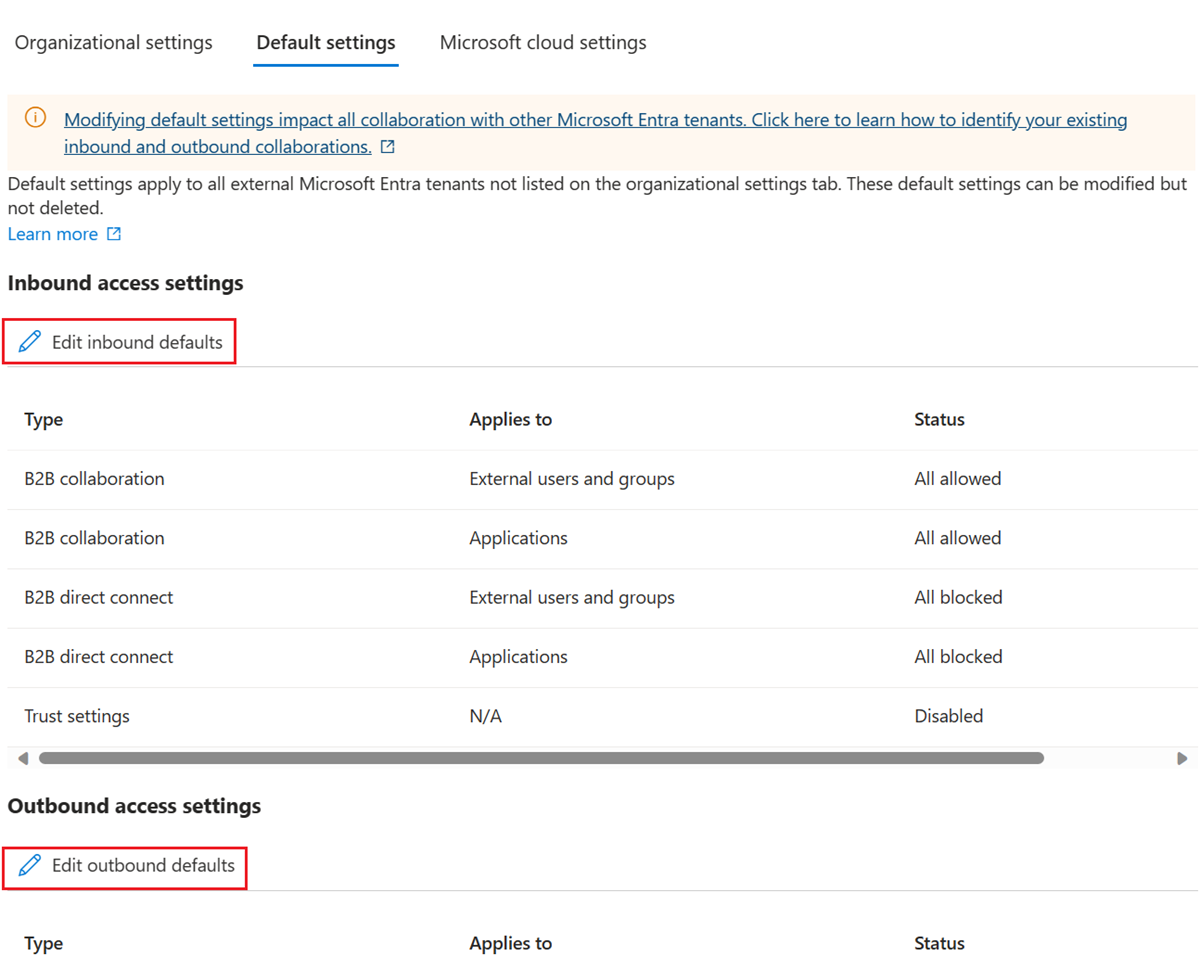 Organizational settings Default settings Microsoft cloud settings
Modifying default settings impact all collaboration with other Microsoft Entra tenants. Click here to learn how to identify your existing
inbound and outbound collaborations.
Default settings apply to all external Microsoft Entra tenants not listed on the organizational settings tab. These default settings can be modified but
not deleted.
Learn more
Inbound access settings
Edit inbound defaults
Type Applies to Status
B2B collaboration External users and groups All allowed
B2B collaboration Applications All allowed
B2B direct connect External users and groups All blocked
B2B direct connect Applications All blocked
Trust settings N/A Disabled
Outbound access settings
Edit outbound defaults
Type Applies to Status